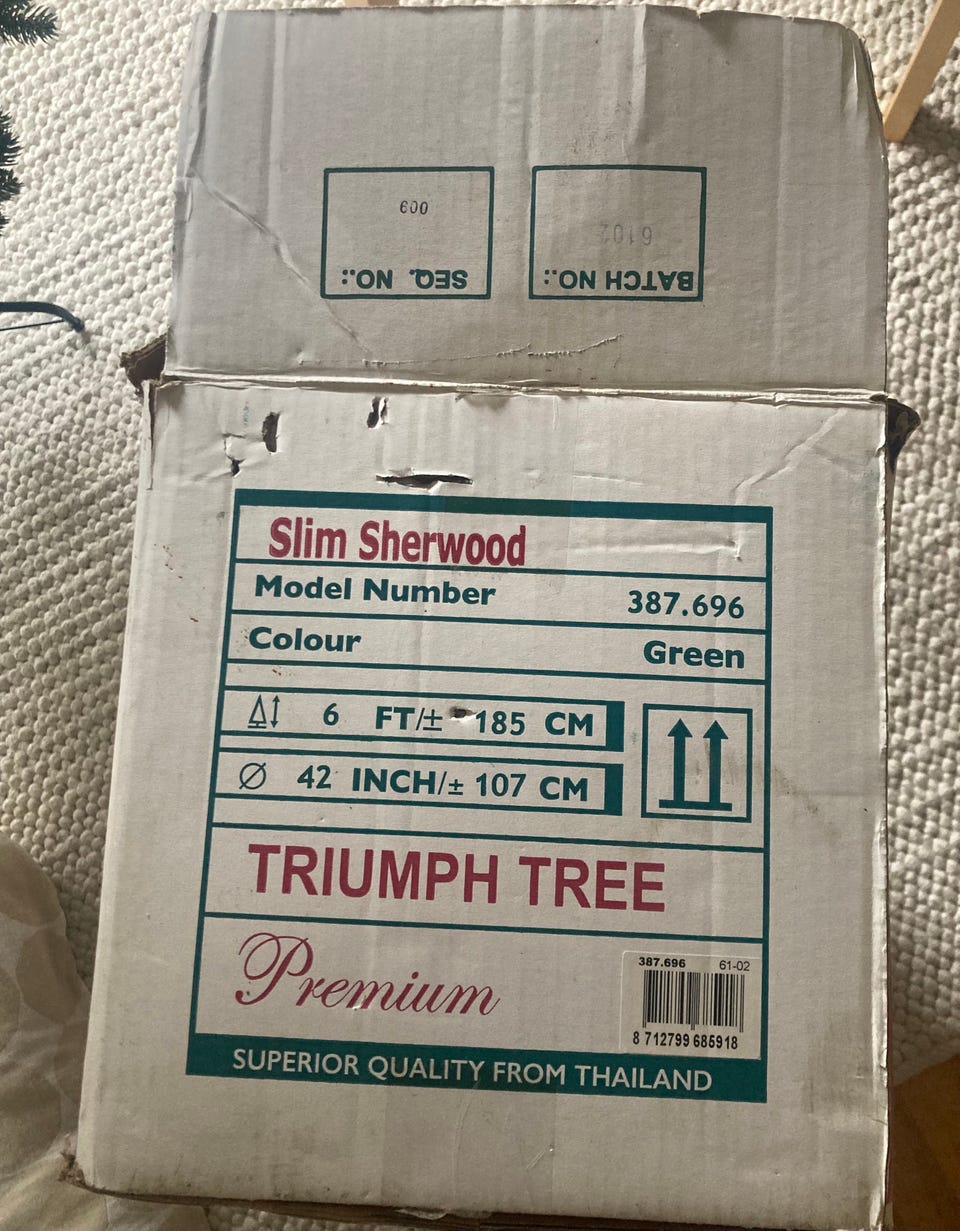 BATCH NO.:
6102
SEQ. NO.:
009
Slim Sherwood
Model Number 387.696
Colour Green
6 FT/± 185 CM
Ø 42 INCH/± 107 CM
TRIUMPH TREE
Premium
387.696 61-02
8 712799 685918
SUPERIOR QUALITY FROM THAILAND